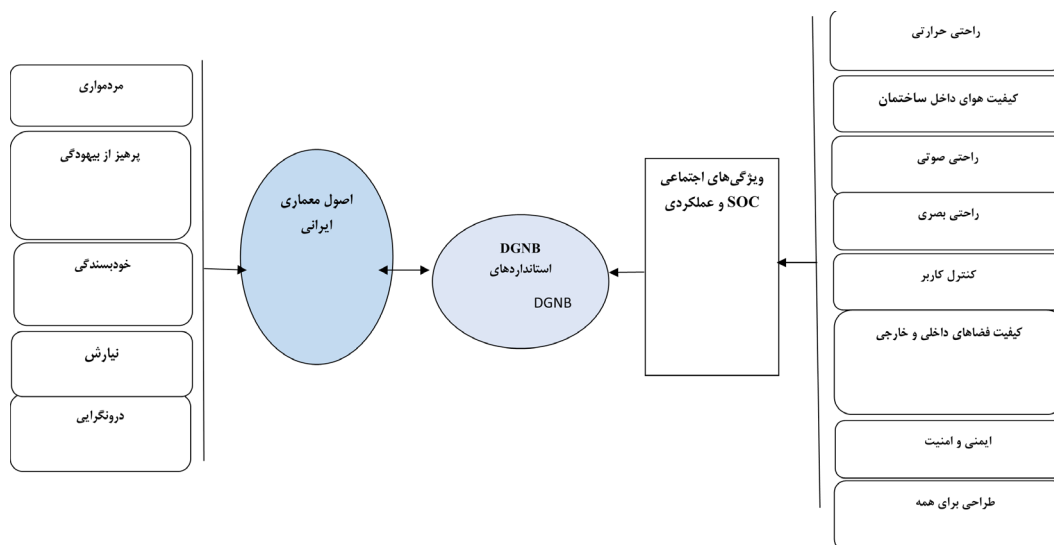 راحتی حرارتی
کیفیت هوای داخل ساختمان
راحتی صوتی
راحتی بصری
کنترل کاربر
کیفیت فضاهای داخلی و خارجی
ایمنی و امنیت
طراحی برای همه
ویژگی‌های اجتماعی
و عملکردی SOC
DGNB
استانداردهای
DGNB
اصول معماری
ایرانی
مردمواری
پرهیز از بیهودگی
خودبسندگی
نیارش
درونگرایی